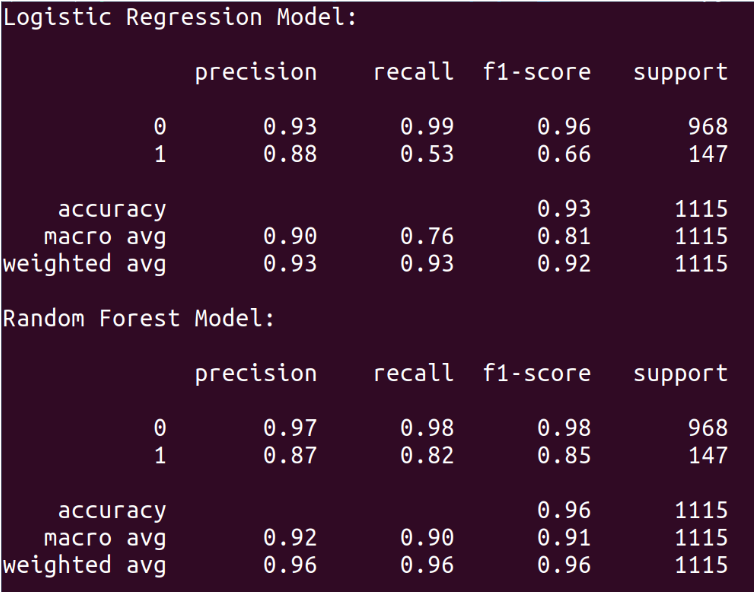 Logistic Regression Model:
precision recall f1-score support
0 0.93 0.99 0.96 968
1 0.88 0.53 0.66 147
accuracy 0.93 1115
macro avg 0.90 0.76 0.81 1115
weighted avg 0.93 0.93 0.92 1115
Random Forest Model:
precision recall f1-score support
0 0.97 0.98 0.98 968
1 0.87 0.82 0.85 147
accuracy 0.96 1115
macro avg 0.92 0.90 0.91 1115
weighted avg 0.96 0.96 0.96 1115